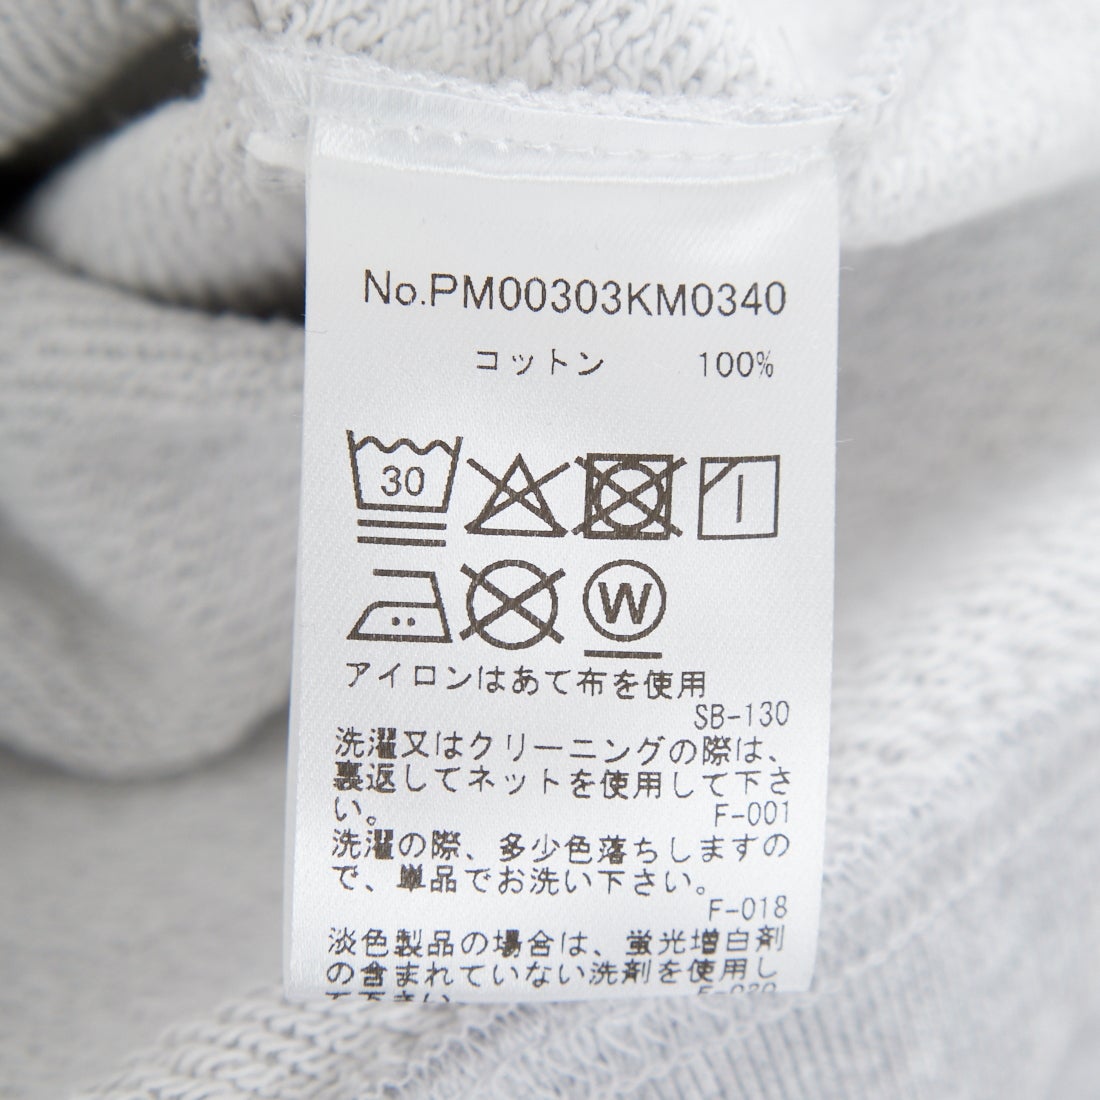 No.PM00303KM0340
コットン 100%
30
W
アイロンはあて布を使用
SB-130
洗濯又はクリーニングの際は、
裏返してネットを使用して下さ
い。 F-001
洗濯の際、多少色落ちしますの
で、単品でお洗い下さい。
F-018
淡色製品の場合は、蛍光増白剤
の含まれていない洗剤を使用し
て下さい。